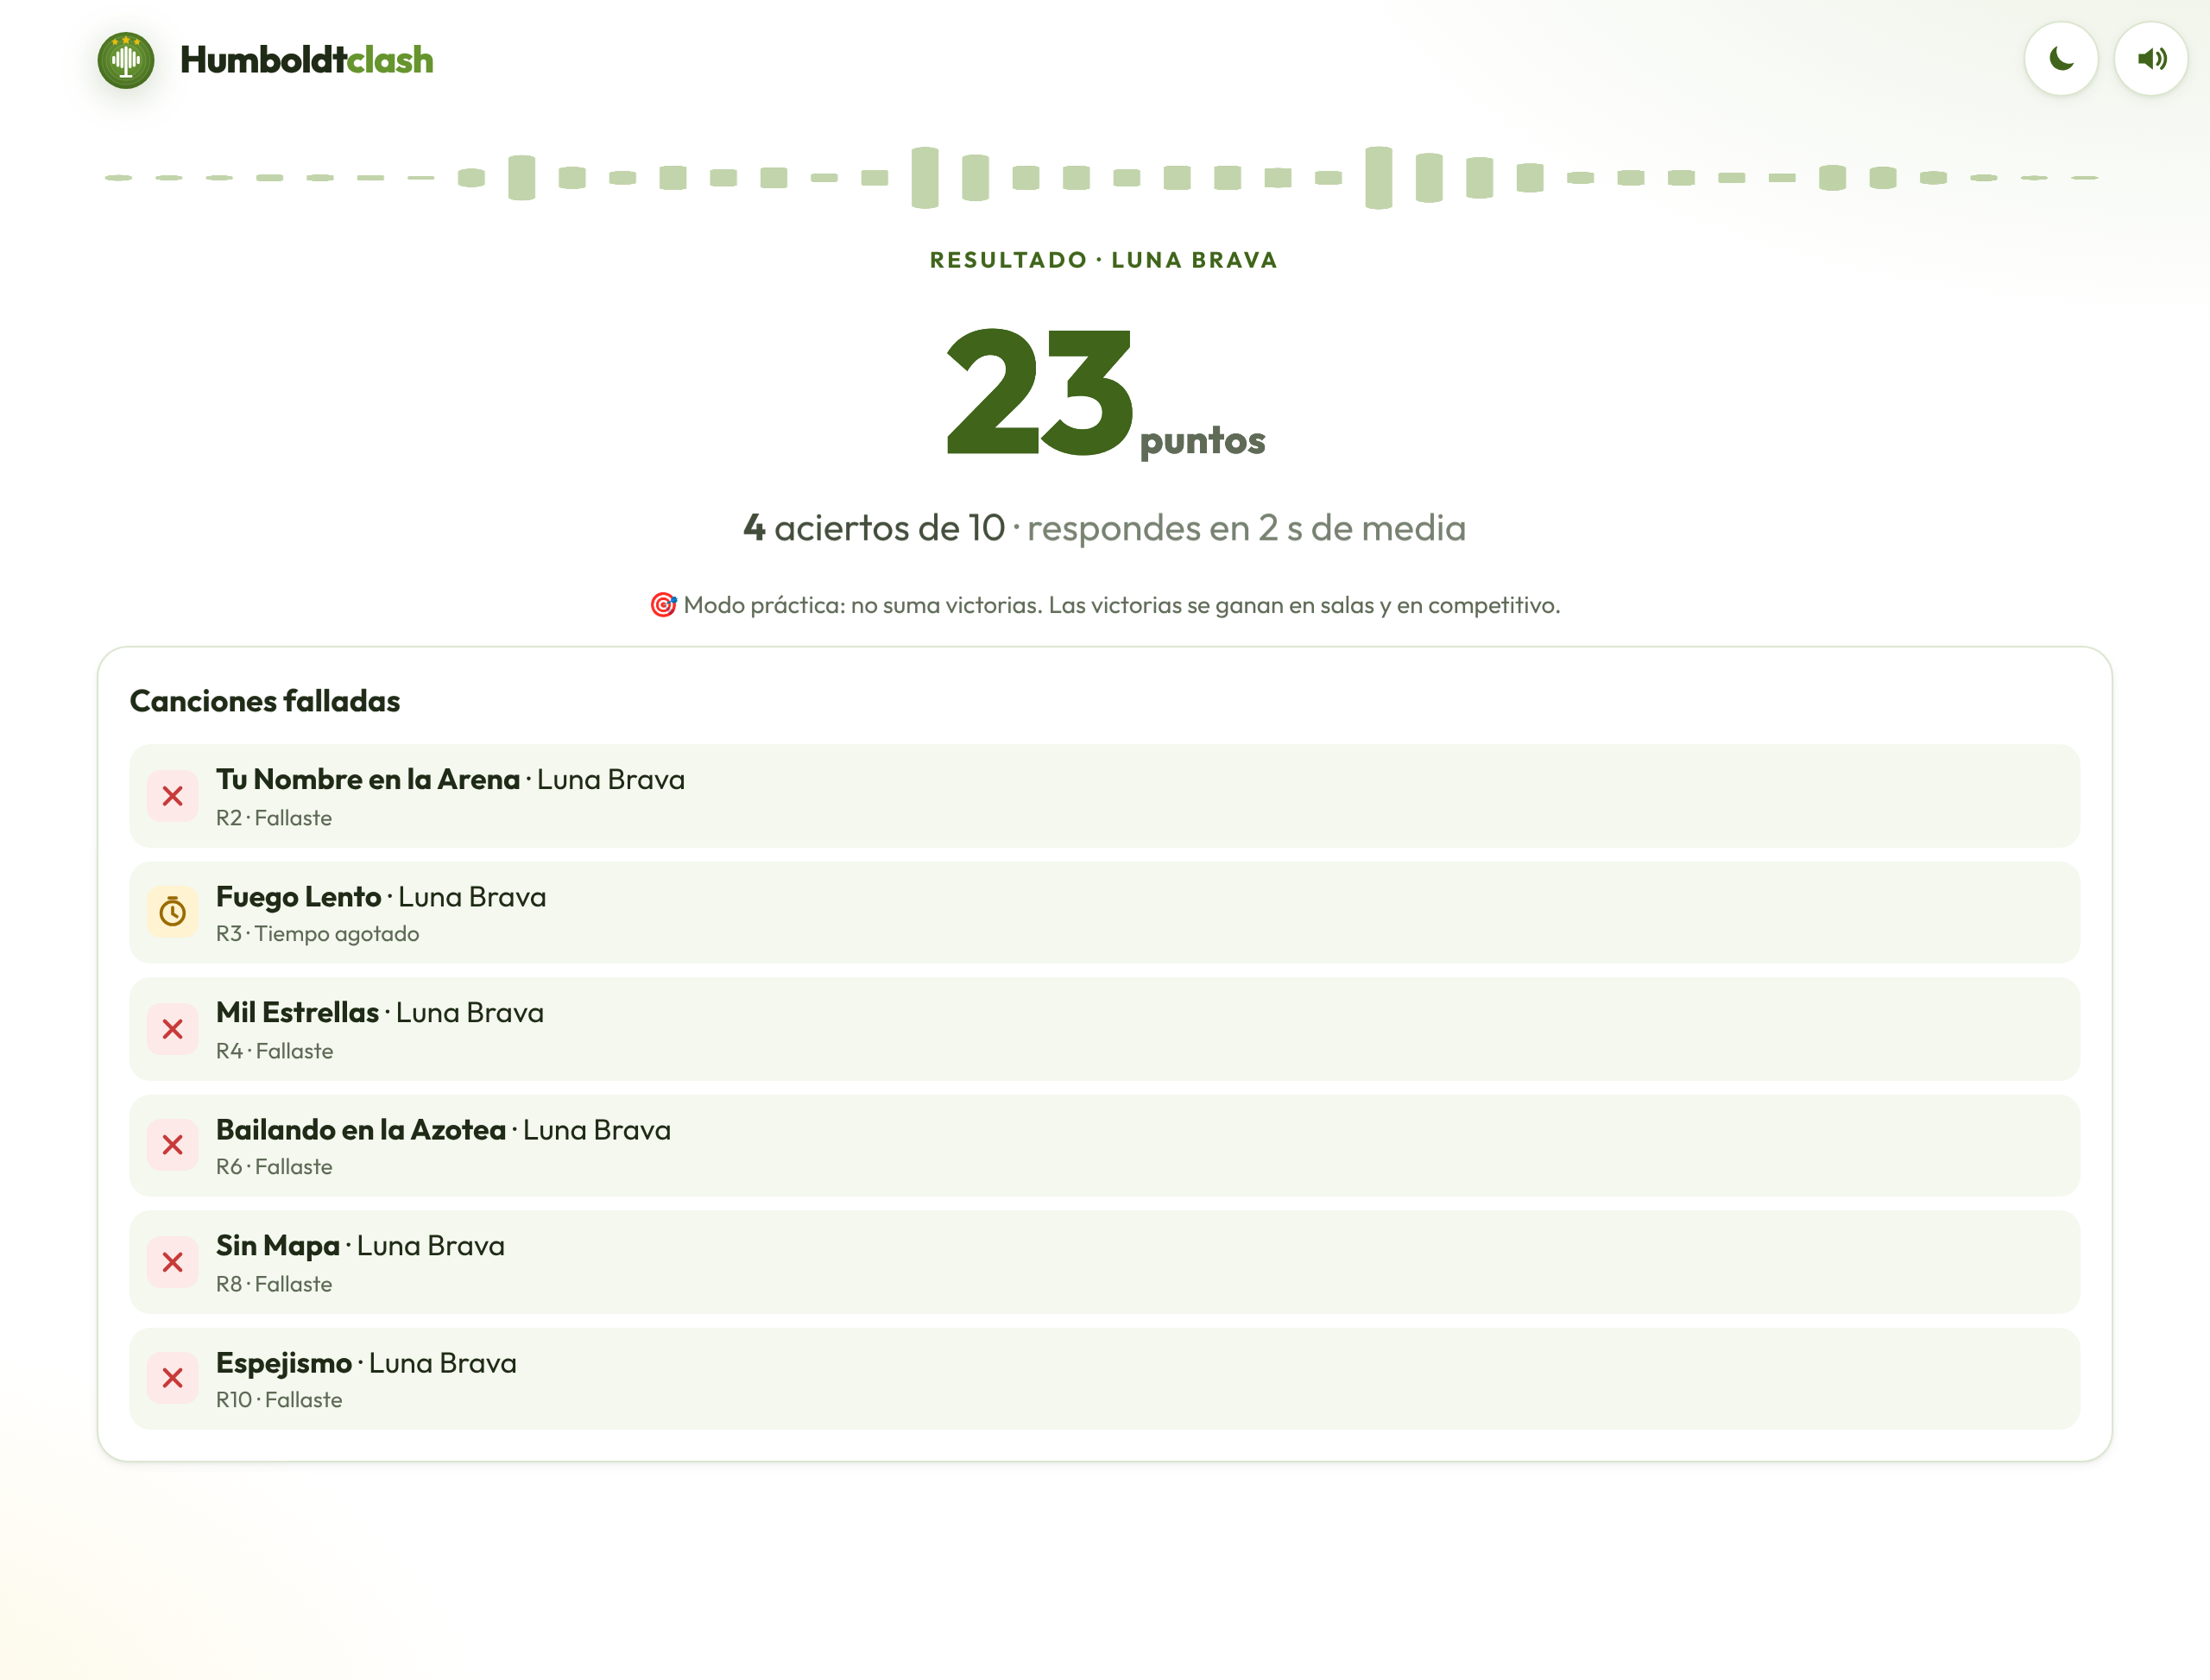 Humboldtclash
RESULTADO · LUNA BRAVA
23 puntos
4 aciertos de 10 · respondes en 2 s de media
🎯 Modo práctica: no suma victorias. Las victorias se ganan en salas y en competitivo.
Canciones falladas
Tu Nombre en la Arena · Luna Brava
R2 · Fallaste
Fuego Lento · Luna Brava
R3 · Tiempo agotado
Mil Estrellas · Luna Brava
R4 · Fallaste
Bailando en la Azotea · Luna Brava
R6 · Fallaste
Sin Mapa · Luna Brava
R8 · Fallaste
Espejismo · Luna Brava
R10 · Fallaste